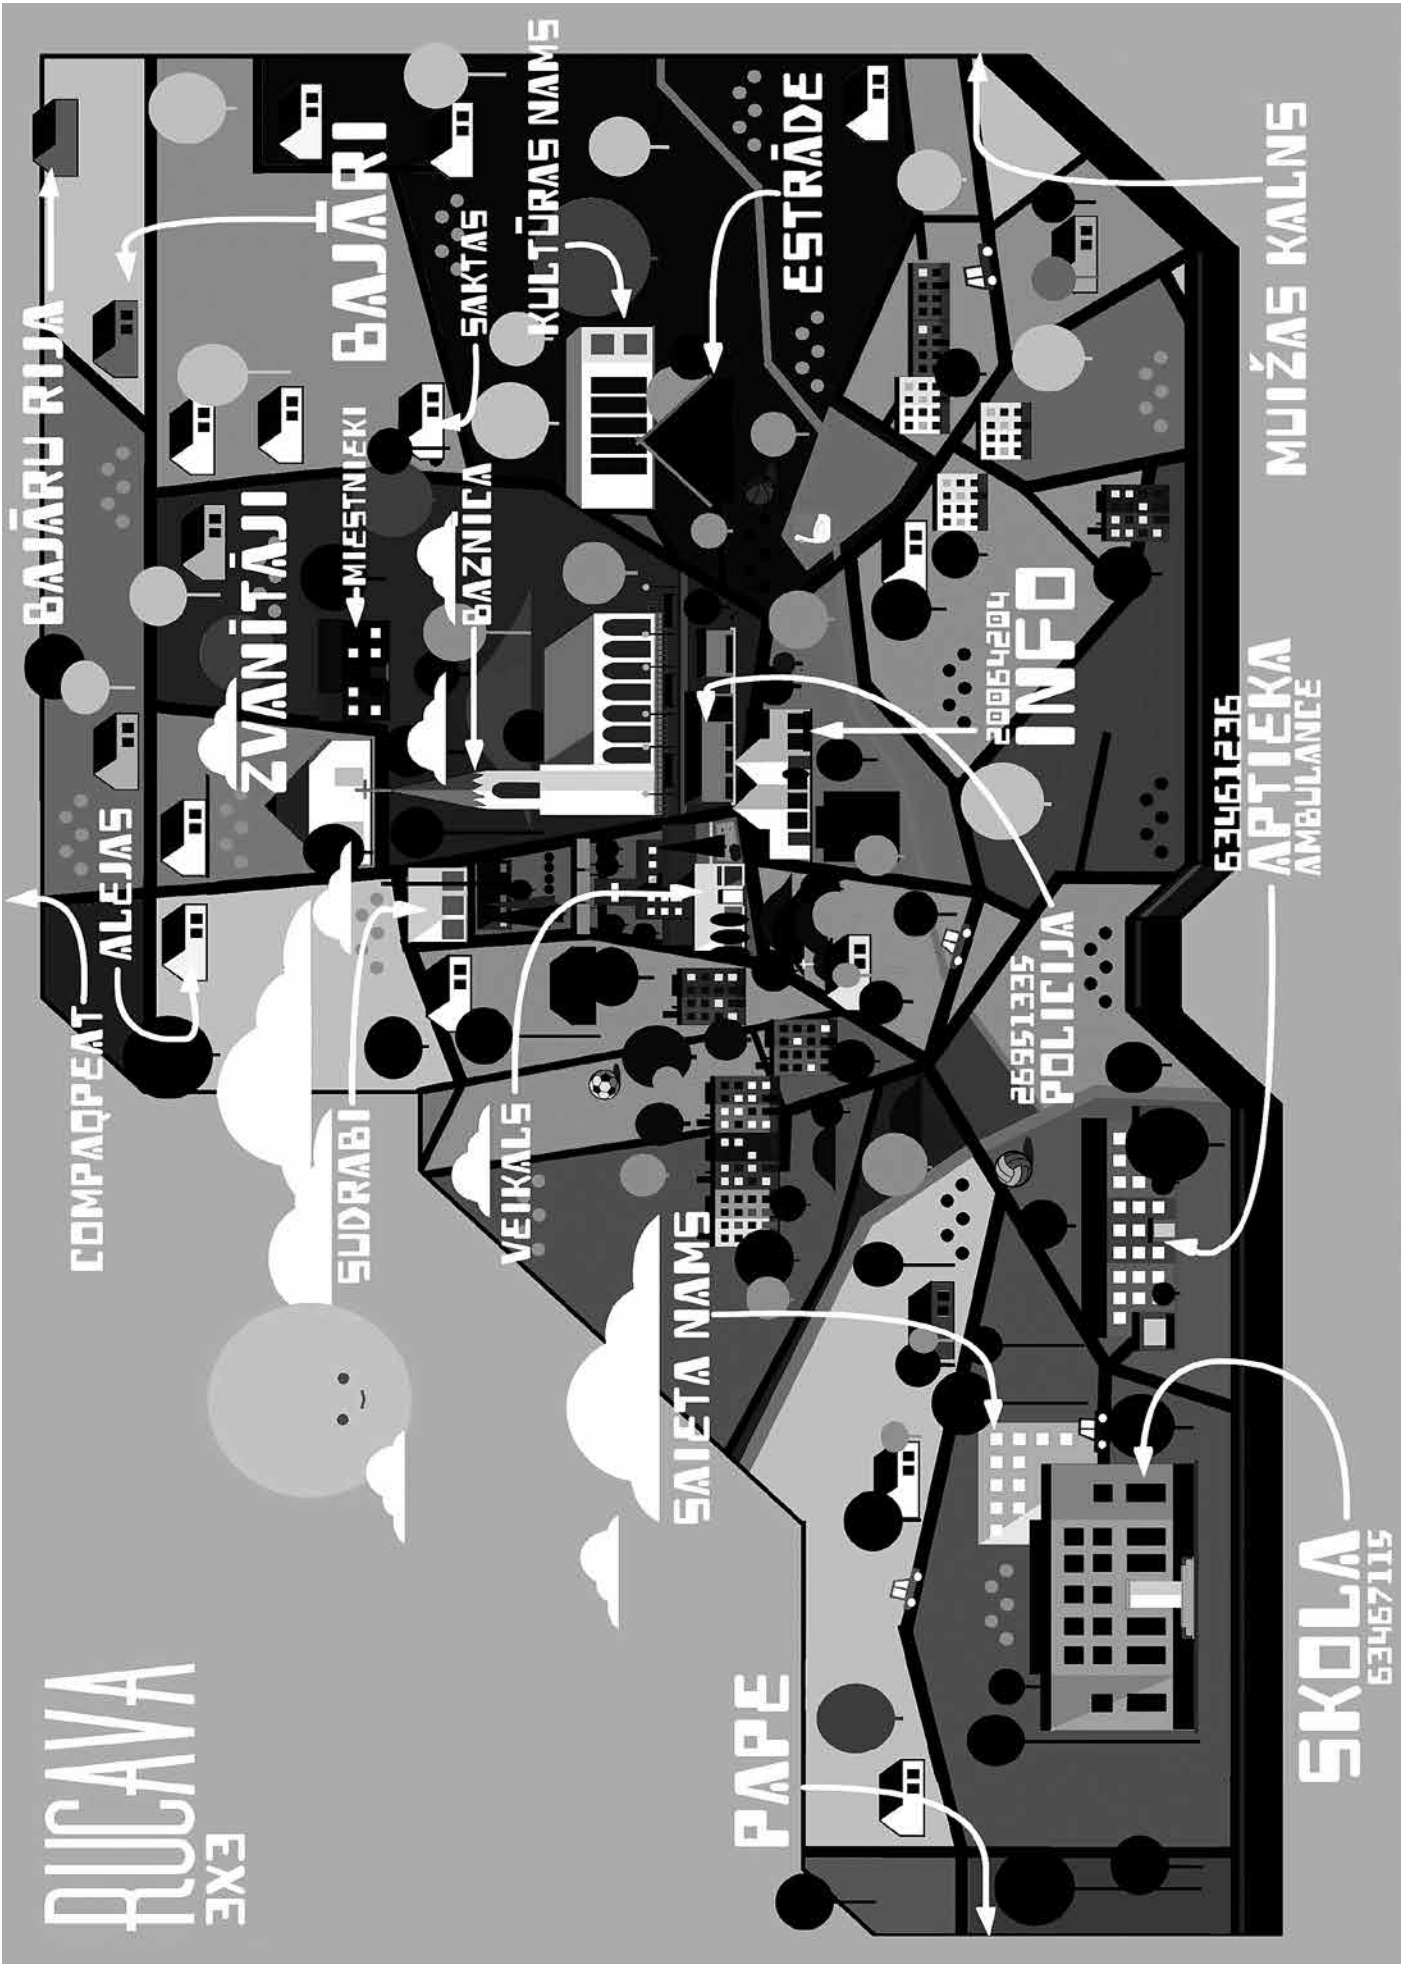 RUCAVA
3X3
BAJĀRU RIJA
COMPAQPEAT
ALEJAS
ZVANĪTĀJI
BAJĀRI
SUDRABI
MIESTNIEKI
BAZNICA
SAKTAS
VEIKALS
KULTŪRAS NAMS
SAIETA NAMS
PAPE
ESTRĀDE
20064204
INFO
26951335
POLICIJA
63461236
APTIEKA
AMBULANCE
MUIŽAS KALNS
SKOLA
63467115